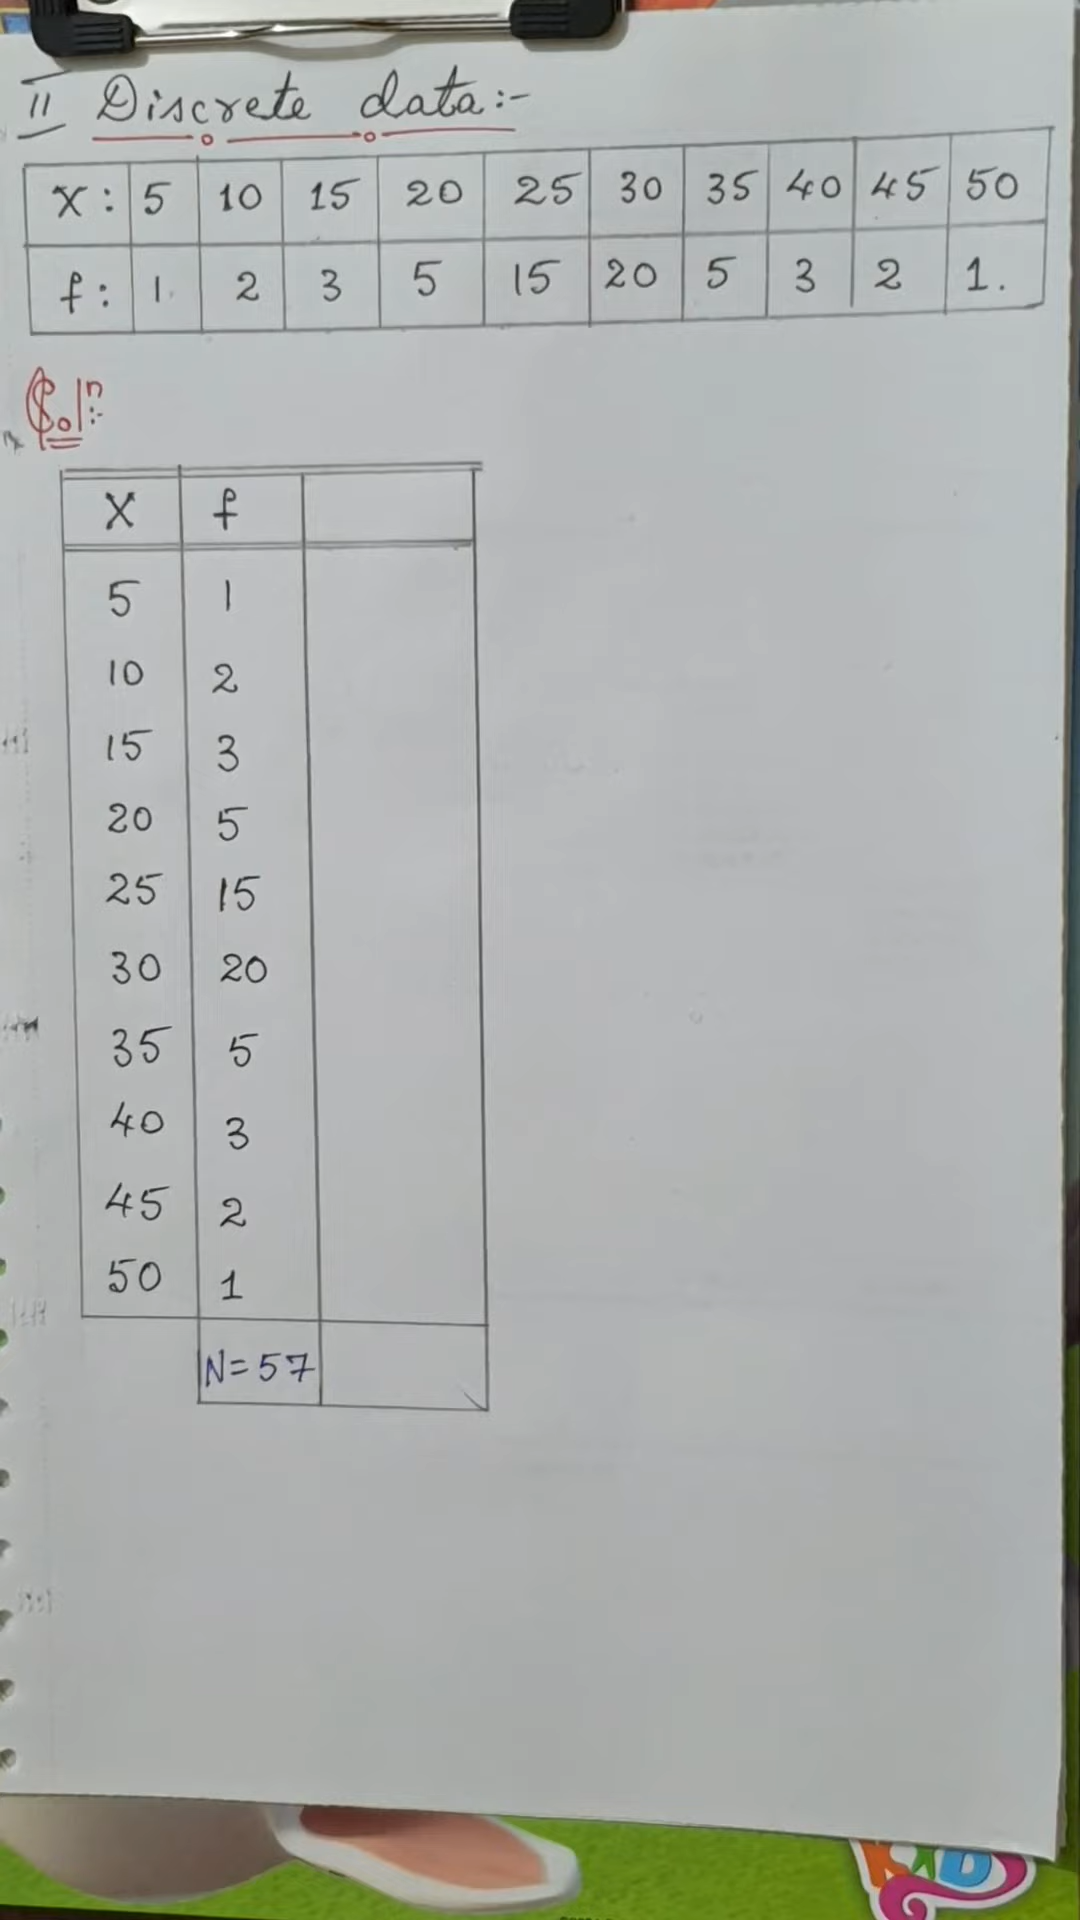 II Discrete data:-
X: 5 10 15 20 25 30 35 40 45 50
f: 1. 2 3 5 15 20 5 3 2 1.
Solⁿ:-
X f
5 1
10 2
15 3
20 5
25 15
30 20
35 5
40 3
45 2
50 1
N=57